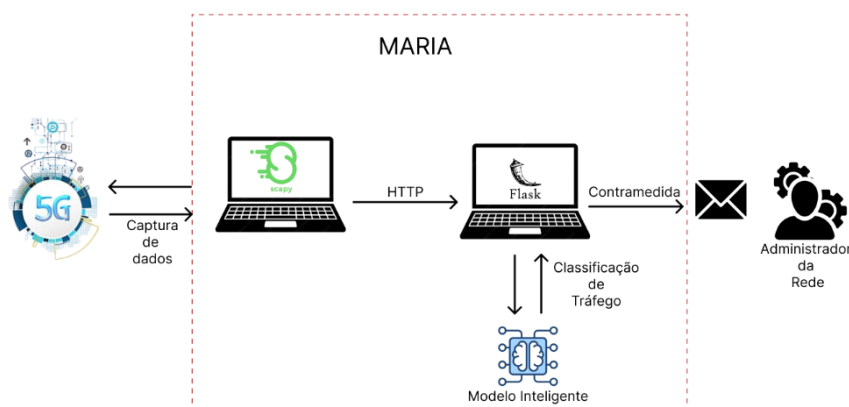 MARIA
5G
Captura
de
dados
scapy
HTTP
Flask
Contramedida
Classificação
de
Tráfego
Modelo Inteligente
Administrador
da
Rede